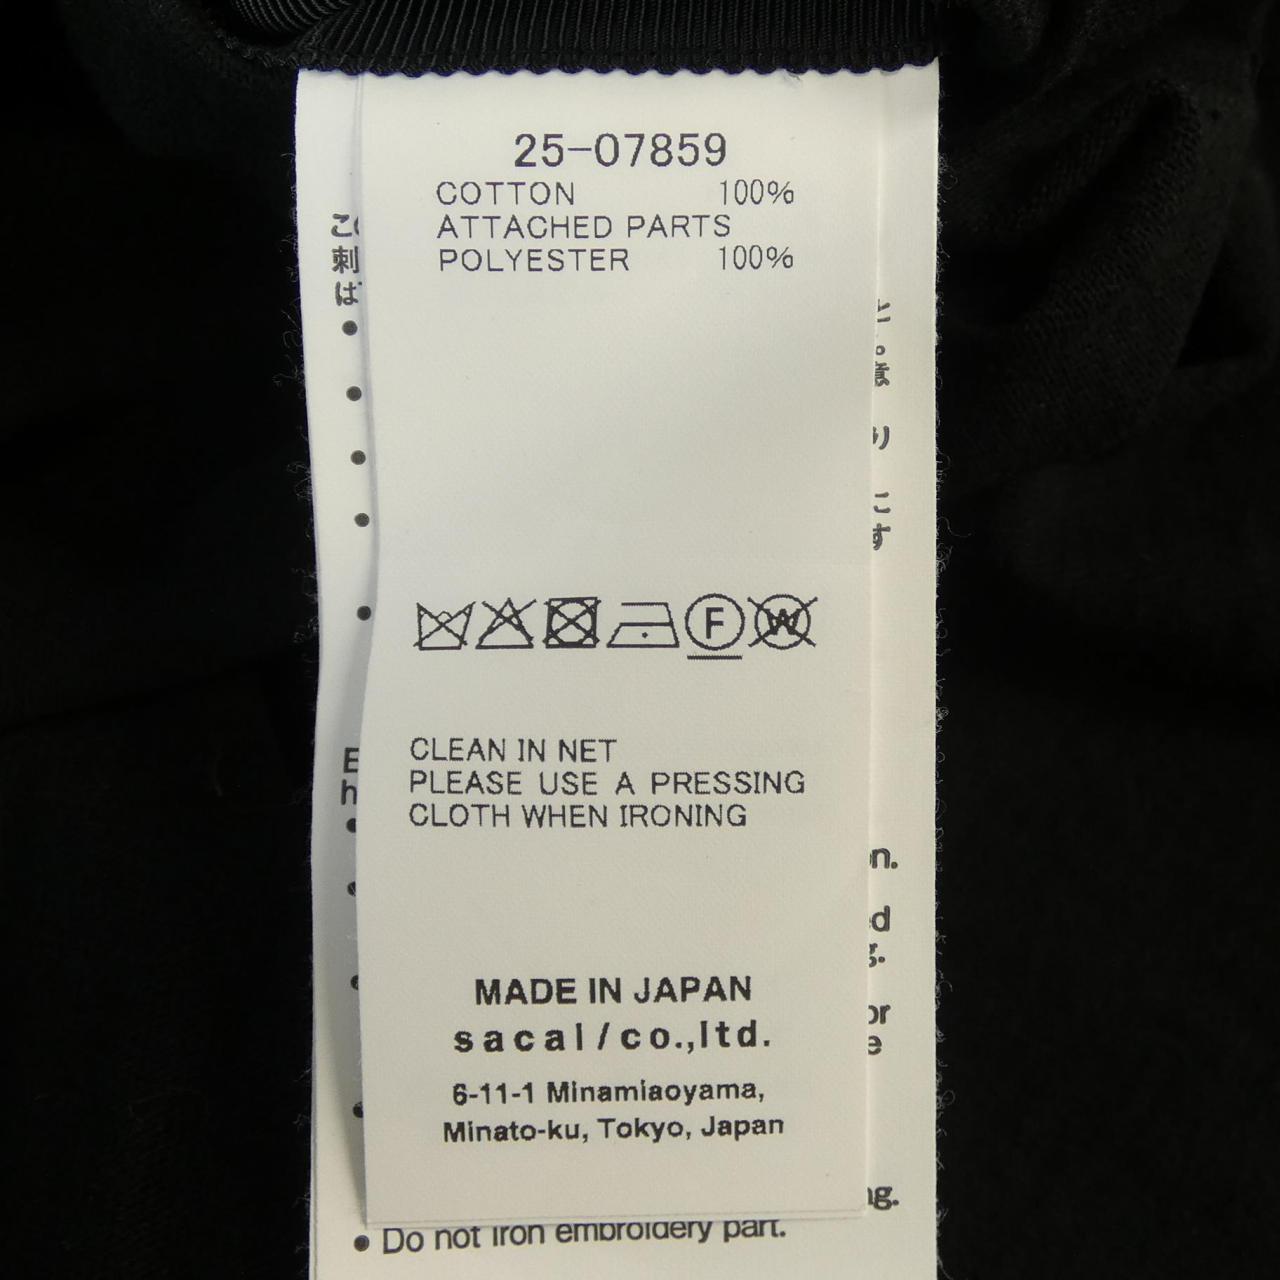 25-07859
COTTON 100%
ATTACHED PARTS
POLYESTER 100%
F
W
CLEAN IN NET
PLEASE USE A PRESSING
CLOTH WHEN IRONING
MADE IN JAPAN
sacai/co.,ltd.
6-11-1 Minamiaoyama,
Minato-ku, Tokyo, Japan
• Do not iron embroidery part.